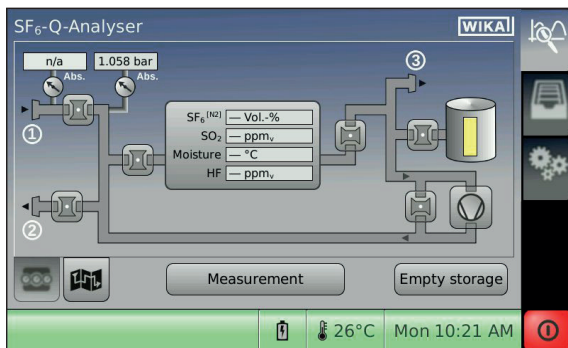 SF₆-Q-Analyser
WIKA
n/a
1.058 bar
Abs.
Abs.
③
①
SF₆ [N2] — Vol.-%
SO₂ — ppmᵥ
Moisture — °C
HF — ppmᵥ
②
Measurement
Empty storage
26°C
Mon 10:21 AM